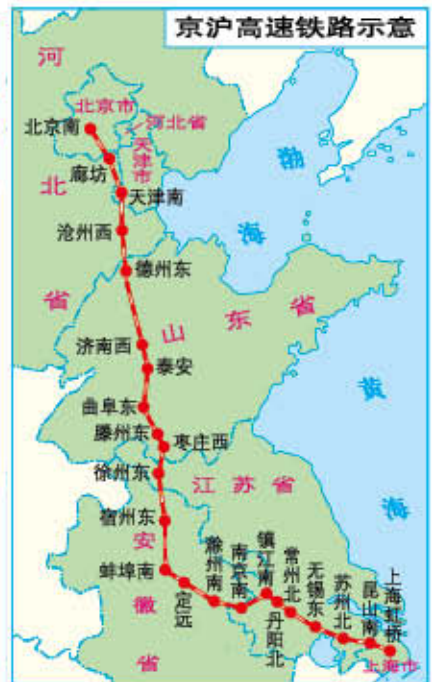 京沪高速铁路示意
河
北
省
北京市
河北省
天津市
北京南
廊坊
天津南
沧州西
德州东
渤
海
山东省
济南西
泰安
曲阜东
滕州东
枣庄西
黄
海
徐州东
江苏省
宿州东
安
徽
省
蚌埠南
定远
滁州南
南京南
镇江南
丹阳北
常州北
无锡东
苏州北
昆山南
上海虹桥
上海市